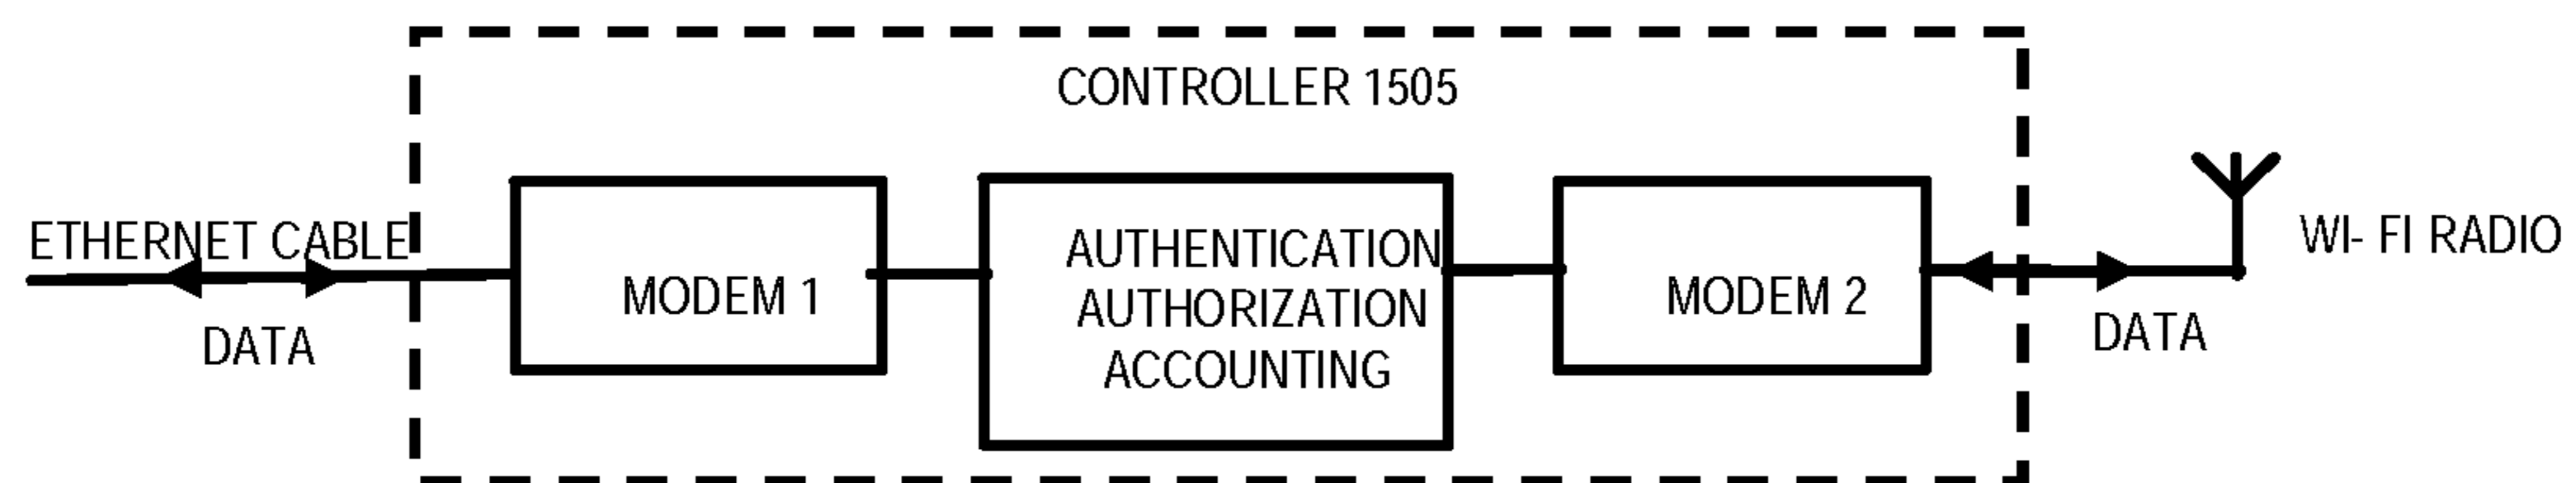 CONTROLLER 1505
ETHERNET CABLE
DATA
MODEM 1
AUTHENTICATION
AUTHORIZATION
ACCOUNTING
MODEM 2
DATA
WI- FI RADIO